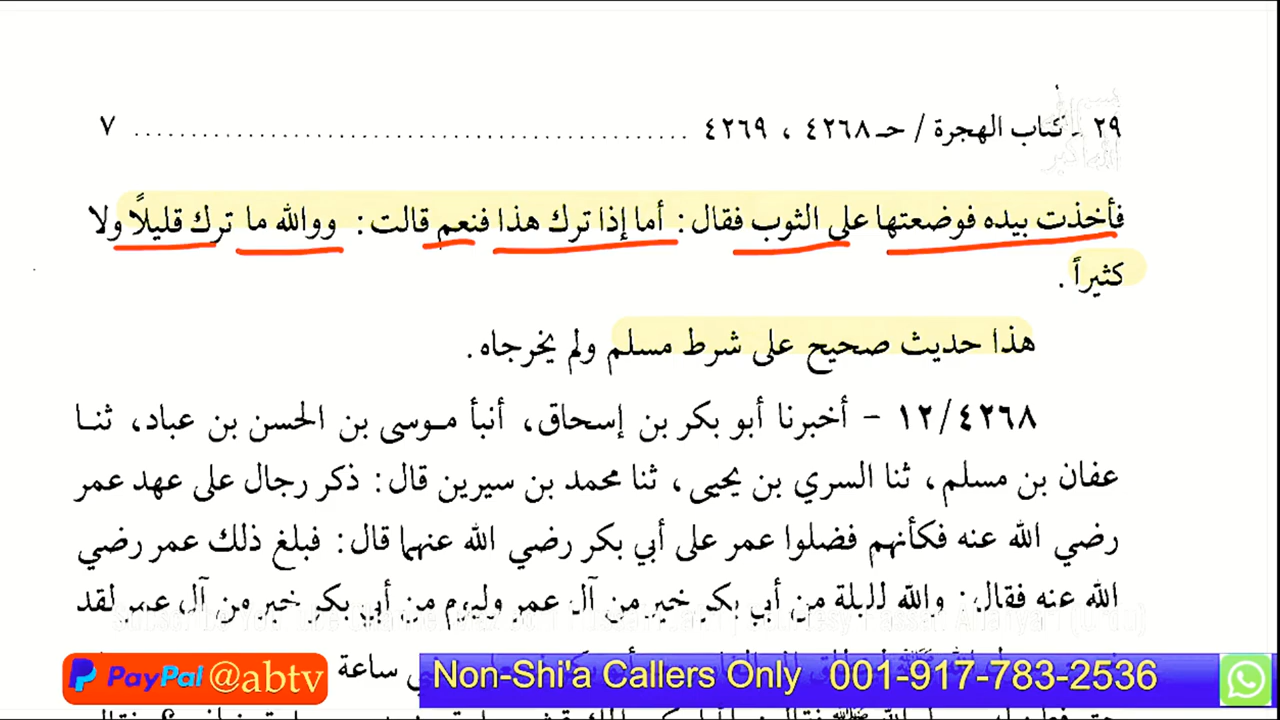 ٢٩ - كتاب الهجرة / حـ ٤٢٦٨ ، ٤٢٦٩ ........................................ ٧
فأخذت بيده فوضعتها على الثوب فقال : أما إذا ترك هذا فنعم قالت : ووالله ما ترك قليلاً ولا
كثيراً .
هذا حديث صحيح على شرط مسلم ولم يخرجاه .
١٢/٤٢٦٨ - أخبرنا أبو بكر بن إسحاق، أنبأ موسى بن الحسن بن عباد، ثنا
عفان بن مسلم، ثنا السري بن يحيى، ثنا محمد بن سيرين قال : ذكر رجال على عهد عمر
رضي الله عنه فكأنهم فضلوا عمر على أبي بكر رضي الله عنهما قال : فبلغ ذلك عمر رضي
الله عنه فقال : والله لليلة من أبي بكر خير من آل عمر وليوم من أبي بكر خير من آل عمر لقد
ساعة
PayPal @abtv
Non-Shi'a Callers Only 001-917-783-2536